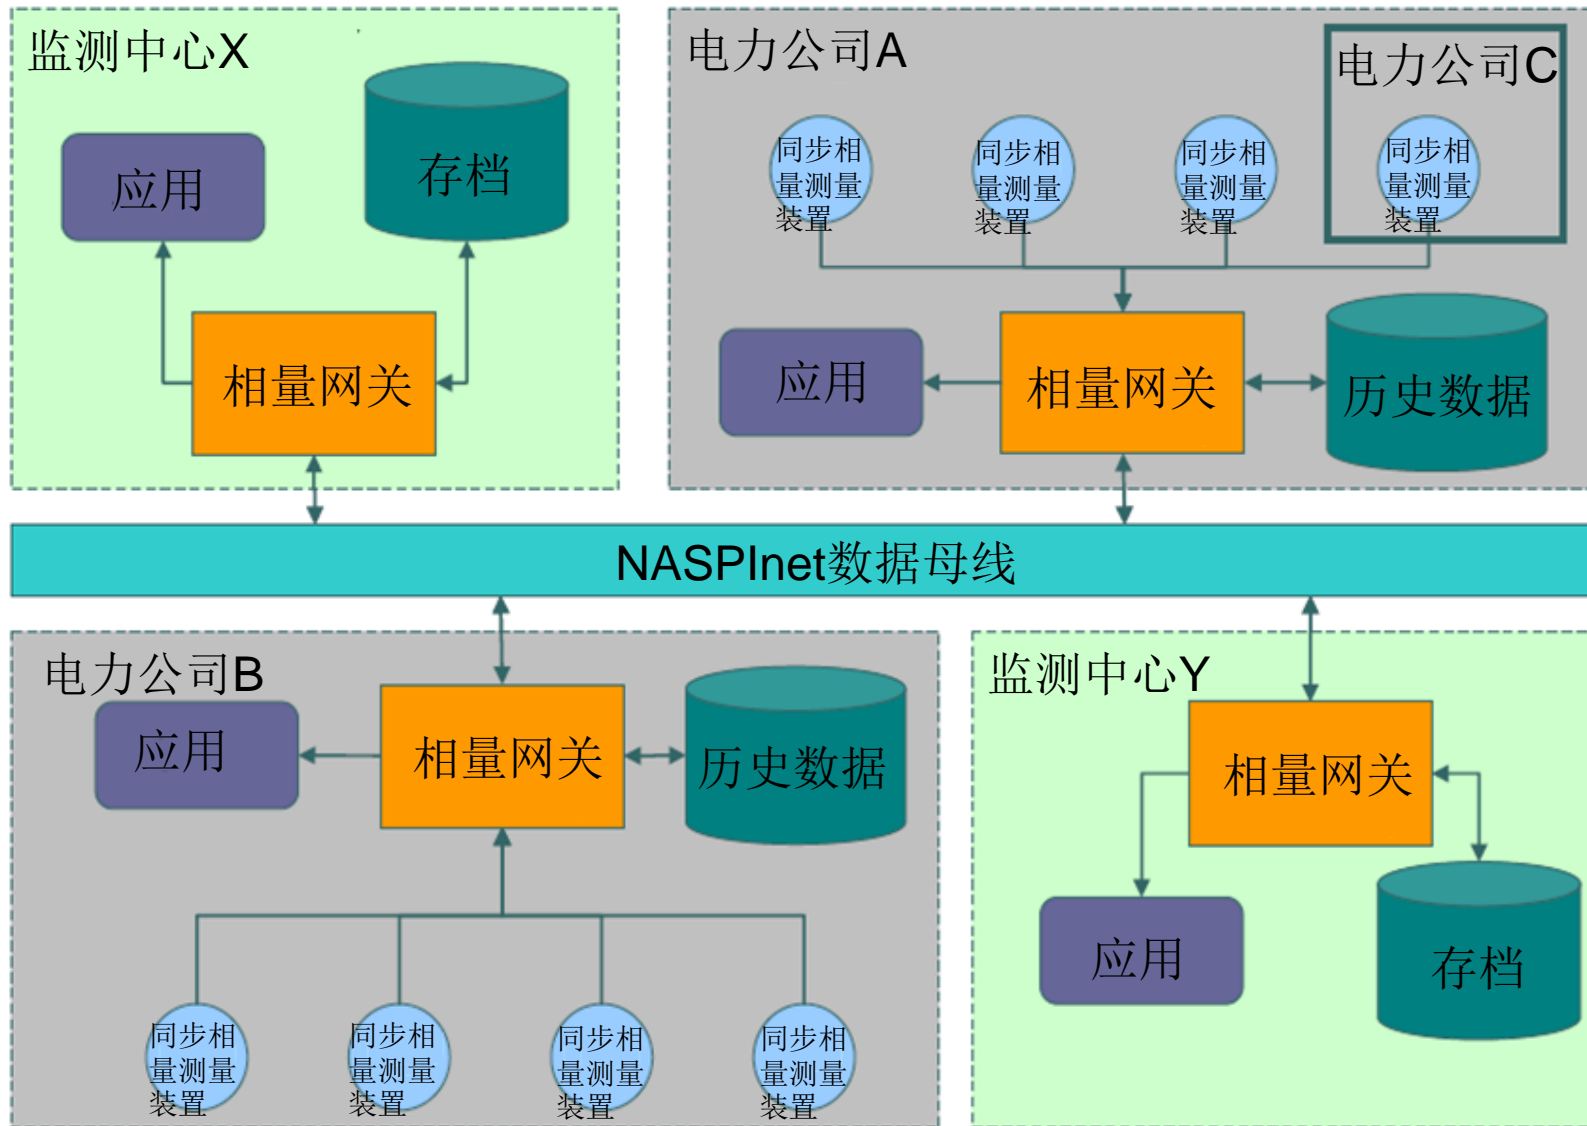 监测中心X
存档
应用
相量网关
电力公司A
电力公司C
同步相
量测量
装置
同步相
量测量
装置
同步相
量测量
装置
同步相
量测量
装置
应用
相量网关
历史数据
NASPInet数据母线
电力公司B
应用
相量网关
历史数据
同步相
量测量
装置
同步相
量测量
装置
同步相
量测量
装置
同步相
量测量
装置
监测中心Y
相量网关
应用
存档